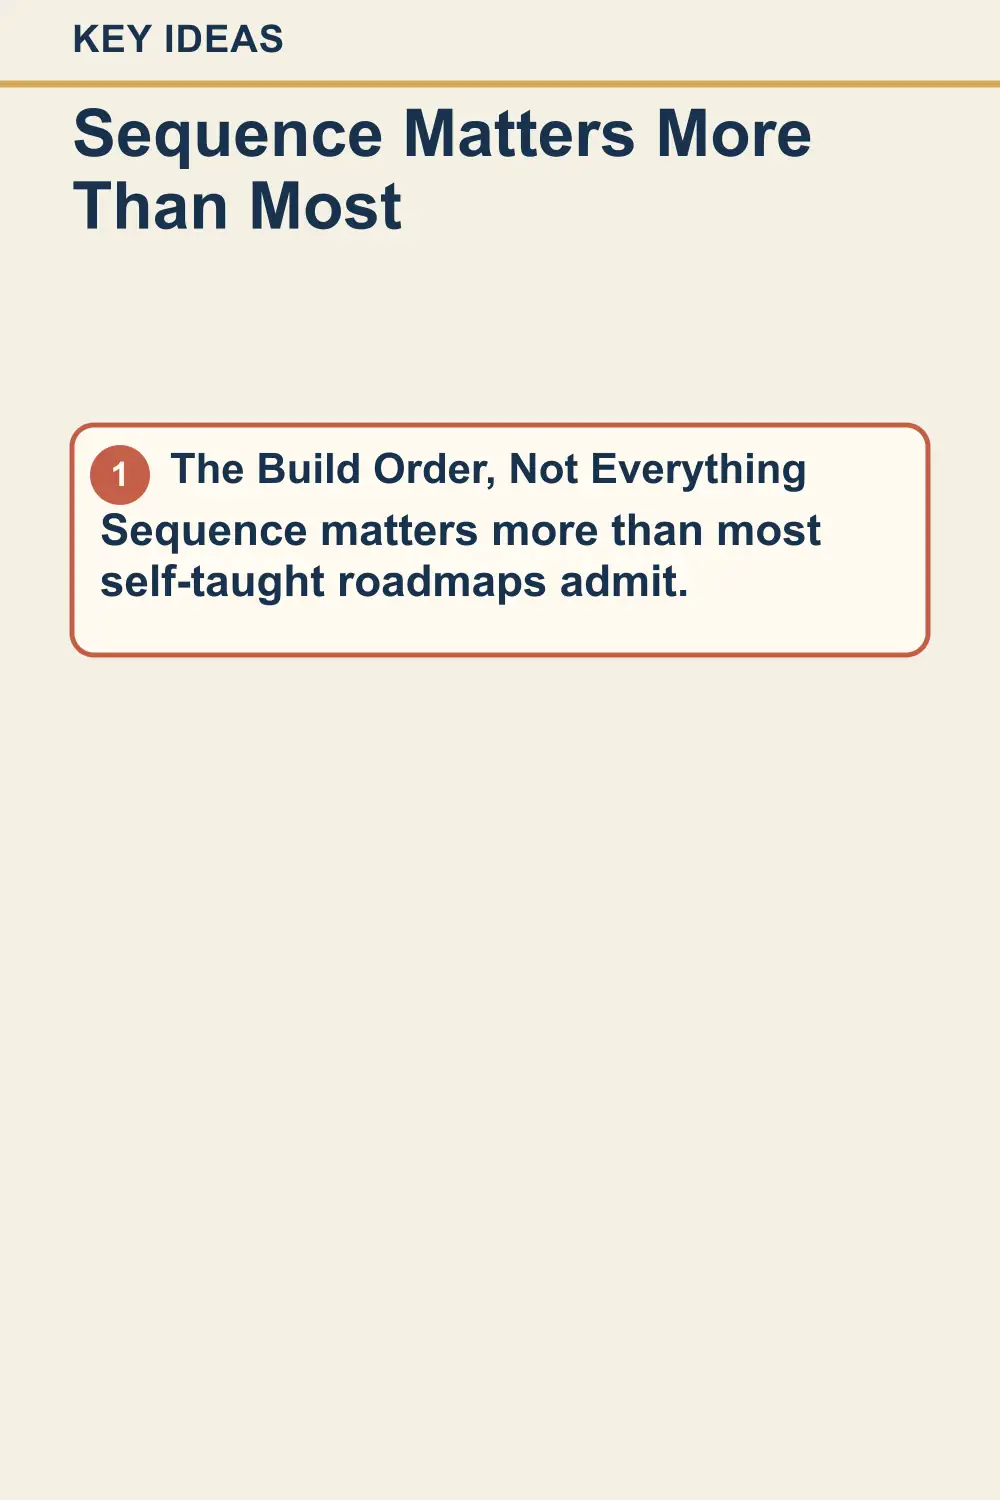 KEY IDEAS
Sequence Matters More
Than Most
1 The Build Order, Not Everything
Sequence matters more than most
self-taught roadmaps admit.